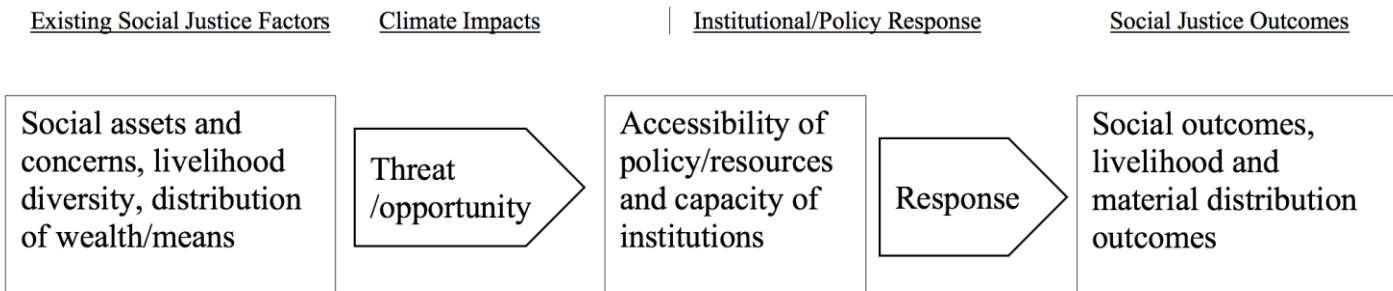 Existing Social Justice Factors
Climate Impacts
Institutional/Policy Response
Social Justice Outcomes
Social assets and
concerns, livelihood
diversity, distribution
of wealth/means
Threat
/opportunity
Accessibility of
policy/resources
and capacity of
institutions
Response
Social outcomes,
livelihood and
material distribution
outcomes